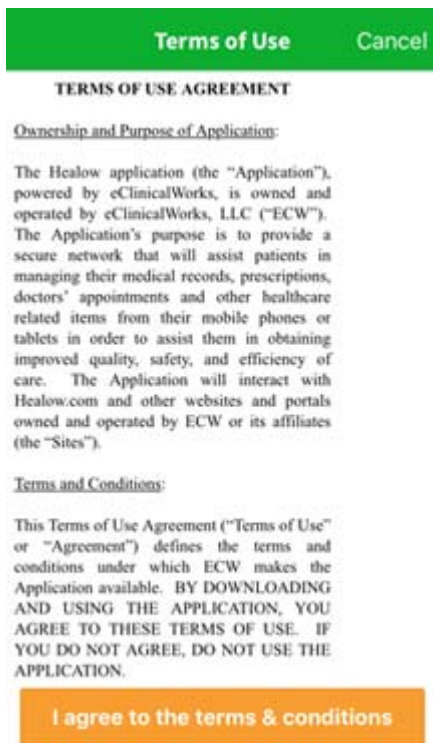 Terms of Use Cancel
TERMS OF USE AGREEMENT
Ownership and Purpose of Application:
The Healow application (the “Application”),
powered by eClinicalWorks, is owned and
operated by eClinicalWorks, LLC (“ECW”).
The Application’s purpose is to provide a
secure network that will assist patients in
managing their medical records, prescriptions,
doctors’ appointments and other healthcare
related items from their mobile phones or
tablets in order to assist them in obtaining
improved quality, safety, and efficiency of
care. The Application will interact with
Healow.com and other websites and portals
owned and operated by ECW or its affiliates
(the “Sites”).
Terms and Conditions:
This Terms of Use Agreement (“Terms of Use”
or “Agreement”) defines the terms and
conditions under which ECW makes the
Application available. BY DOWNLOADING
AND USING THE APPLICATION, YOU
AGREE TO THESE TERMS OF USE. IF
YOU DO NOT AGREE, DO NOT USE THE
APPLICATION.
I agree to the terms & conditions